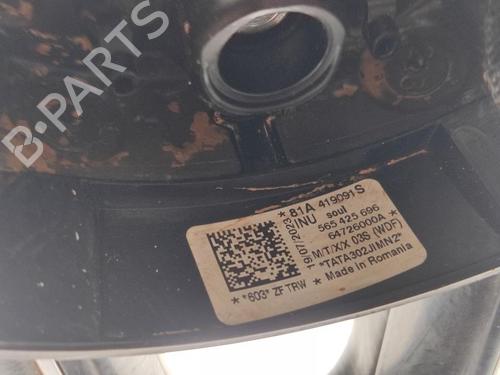 B-PARTS
*81A 419091 S
19/07/2023 INU soul
565 425 696
64726000A
M/T/X/X 03S (WDF)
*TATA302JIMN2*
* *603* ZF TRW * Made in Romania